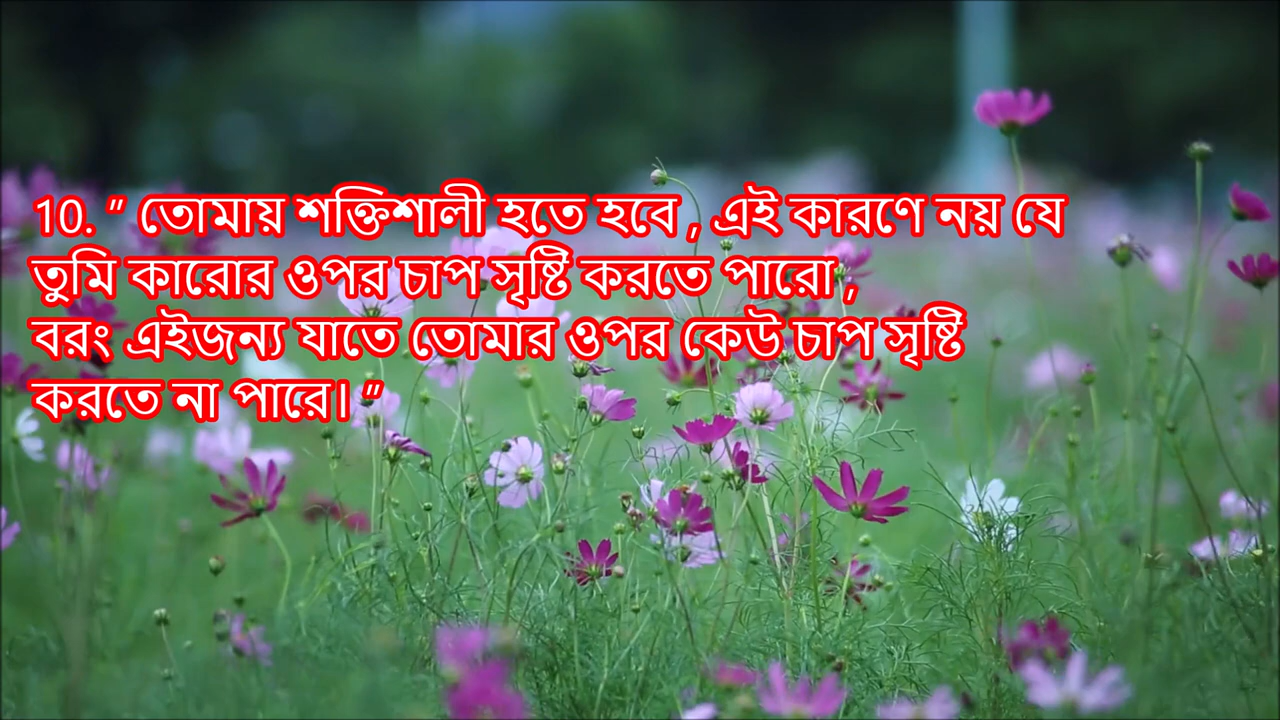 10. " তোমায় শক্তিশালী হতে হবে , এই কারণে নয় যে
তুমি কারোর ওপর চাপ সৃষ্টি করতে পারো ,
বরং এইজন্য যাতে তোমার ওপর কেউ চাপ সৃষ্টি
করতে না পারে। "